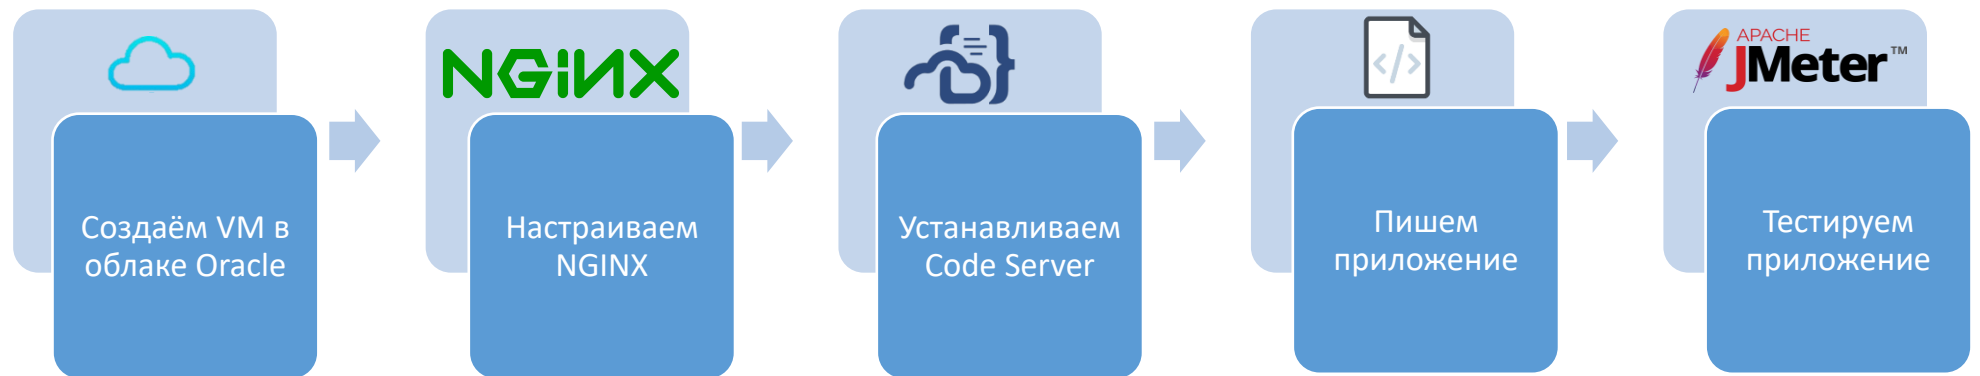 NGINX
</>
APACHE
JMeter™
Создаём VM в
облаке Oracle
Настраиваем
NGINX
Устанавливаем
Code Server
Пишем
приложение
Тестируем
приложение